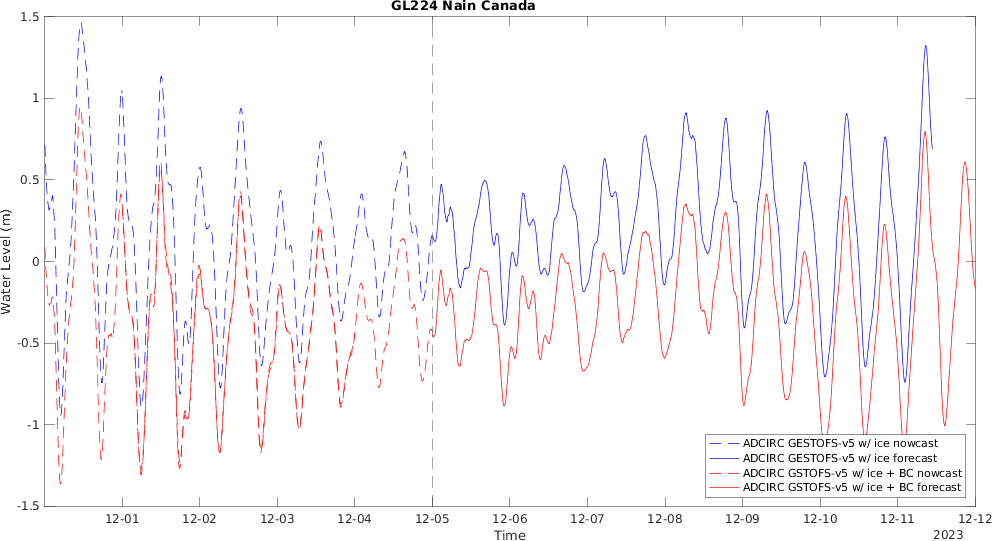 GL224 Nain Canada
1.5
1
0.5
0
-0.5
-1
-1.5
Water Level (m)
12-01 12-02 12-03 12-04 12-05 12-06 12-07 12-08 12-09 12-10 12-11 12-12
Time
2023
ADCIRC GESTOFS-v5 w/ ice nowcast
ADCIRC GESTOFS-v5 w/ ice forecast
ADCIRC GSTOFS-v5 w/ ice + BC nowcast
ADCIRC GSTOFS-v5 w/ ice + BC forecast